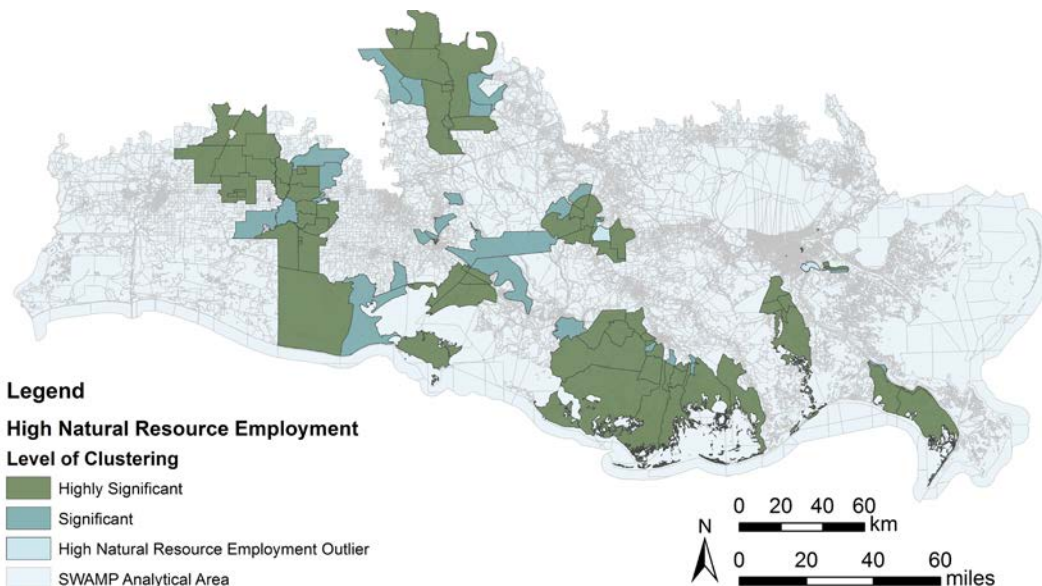 Legend
High Natural Resource Employment
Level of Clustering
Highly Significant
Significant
High Natural Resource Employment Outlier
SWAMP Analytical Area
N
0 20 40 60
km
0 20 40 60
miles